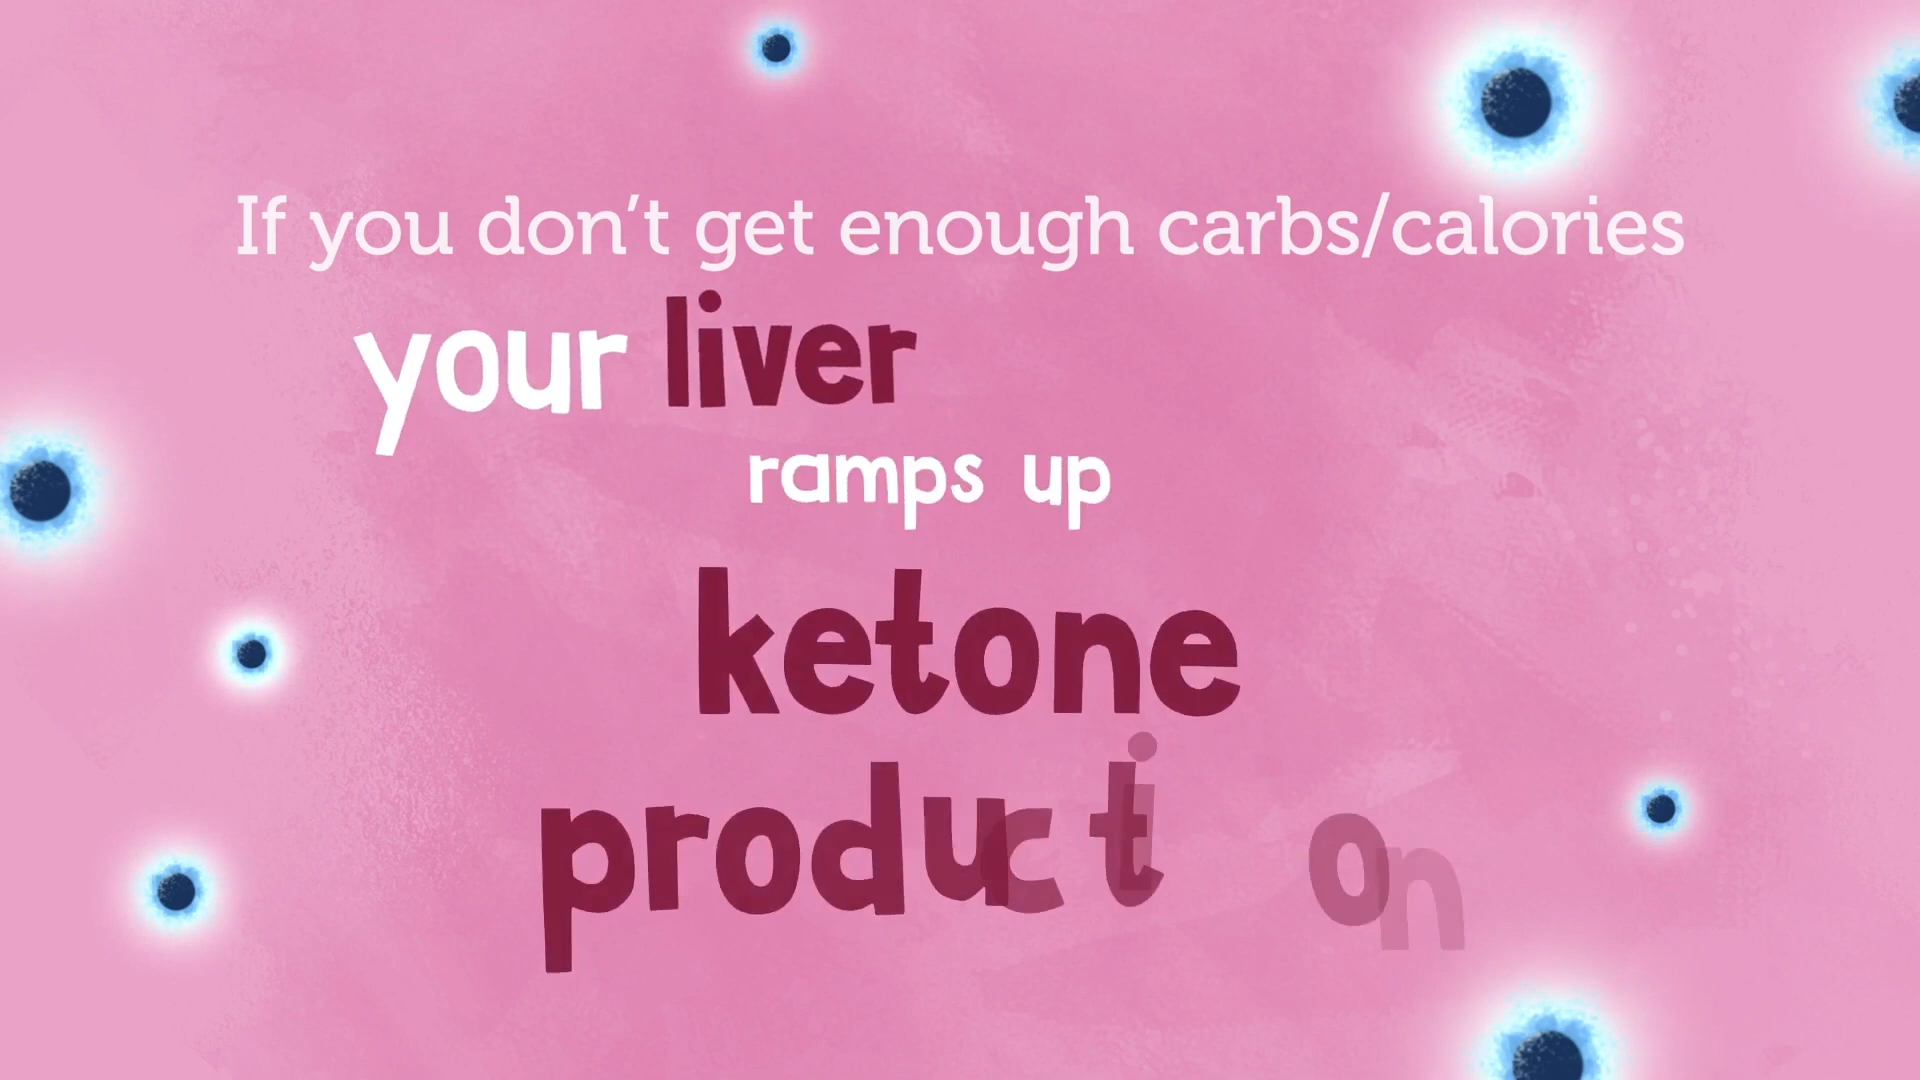 If you don't get enough carbs/calories
your liver
ramps up
ketone
production